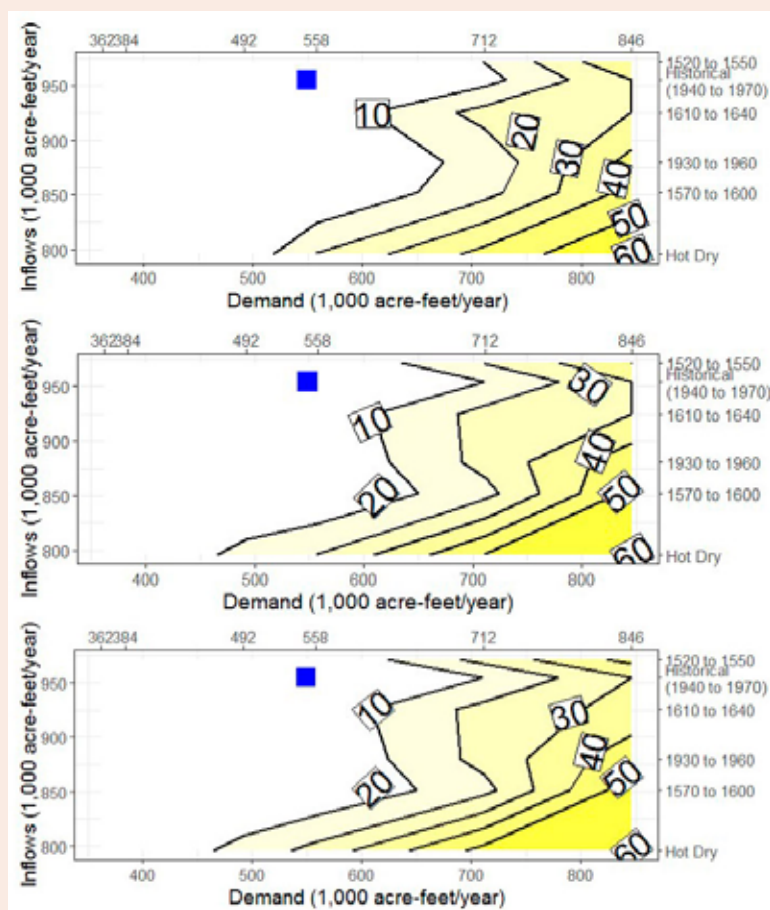 362384 492 558 712 846
1520 to 1550
Historical
(1940 to 1970)
1610 to 1640
1930 to 1960
1570 to 1600
Hot Dry
950
900
850
800
Inflows (1,000 acre-feet/year)
10
20
30
40
50
60
400 500 600 700 800
Demand (1,000 acre-feet/year)
362384 492 558 712 846
1520 to 1550
Historical
(1940 to 1970)
1610 to 1640
1930 to 1960
1570 to 1600
Hot Dry
950
900
850
800
Inflows (1,000 acre-feet/year)
10
20
30
40
50
60
400 500 600 700 800
Demand (1,000 acre-feet/year)
362384 492 558 712 846
1520 to 1550
Historical
(1940 to 1970)
1610 to 1640
1930 to 1960
1570 to 1600
Hot Dry
950
900
850
800
Inflows (1,000 acre-feet/year)
10
20
30
40
50
60
400 500 600 700 800
Demand (1,000 acre-feet/year)